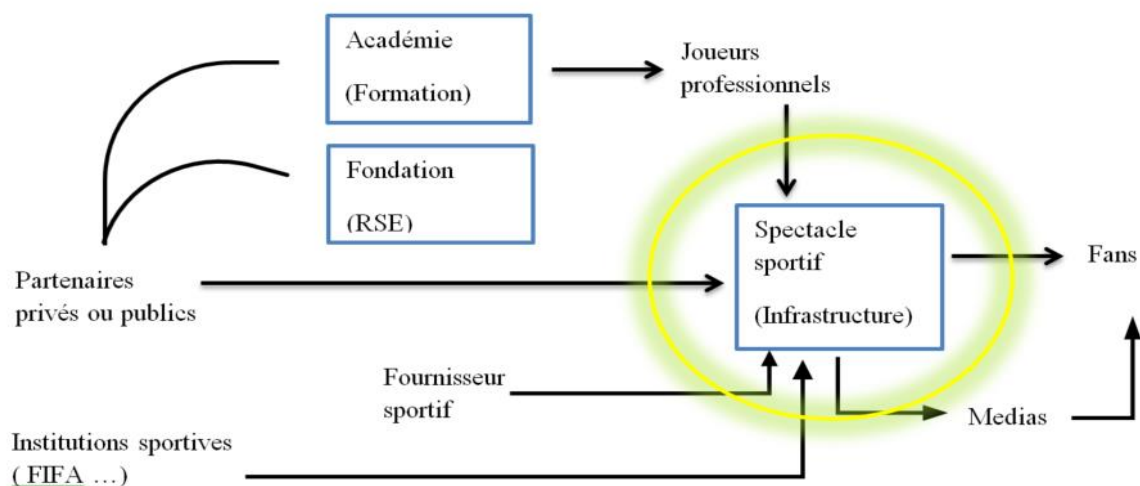 Académie
(Formation)
Joueurs
professionnels
Fondation
(RSE)
Spectacle
sportif
(Infrastructure)
Fans
Partenaires
privés ou publics
Fournisseur
sportif
Medias
Institutions sportives
( FIFA …)